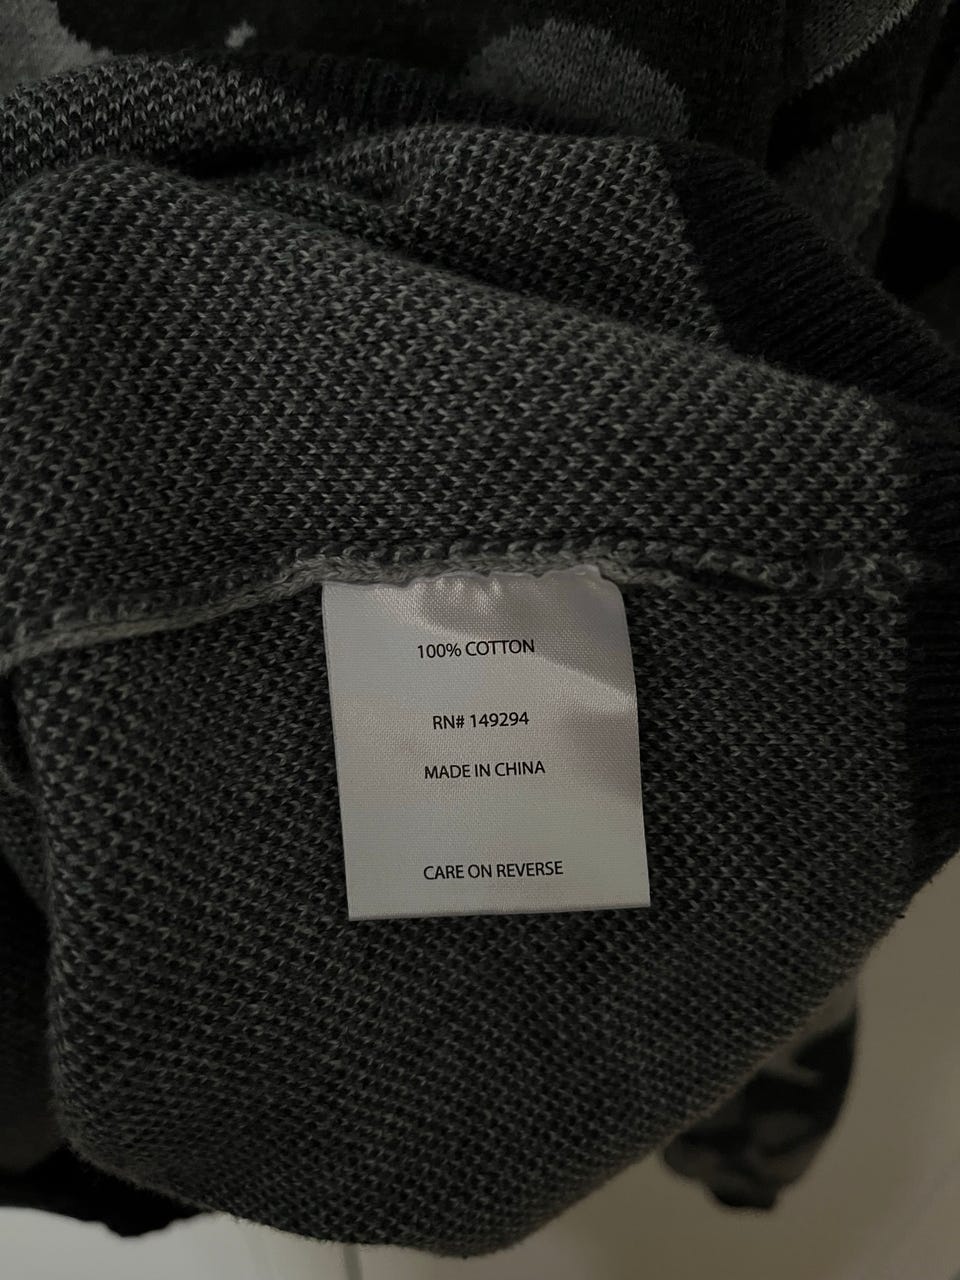 100% COTTON
RN# 149294
MADE IN CHINA
CARE ON REVERSE